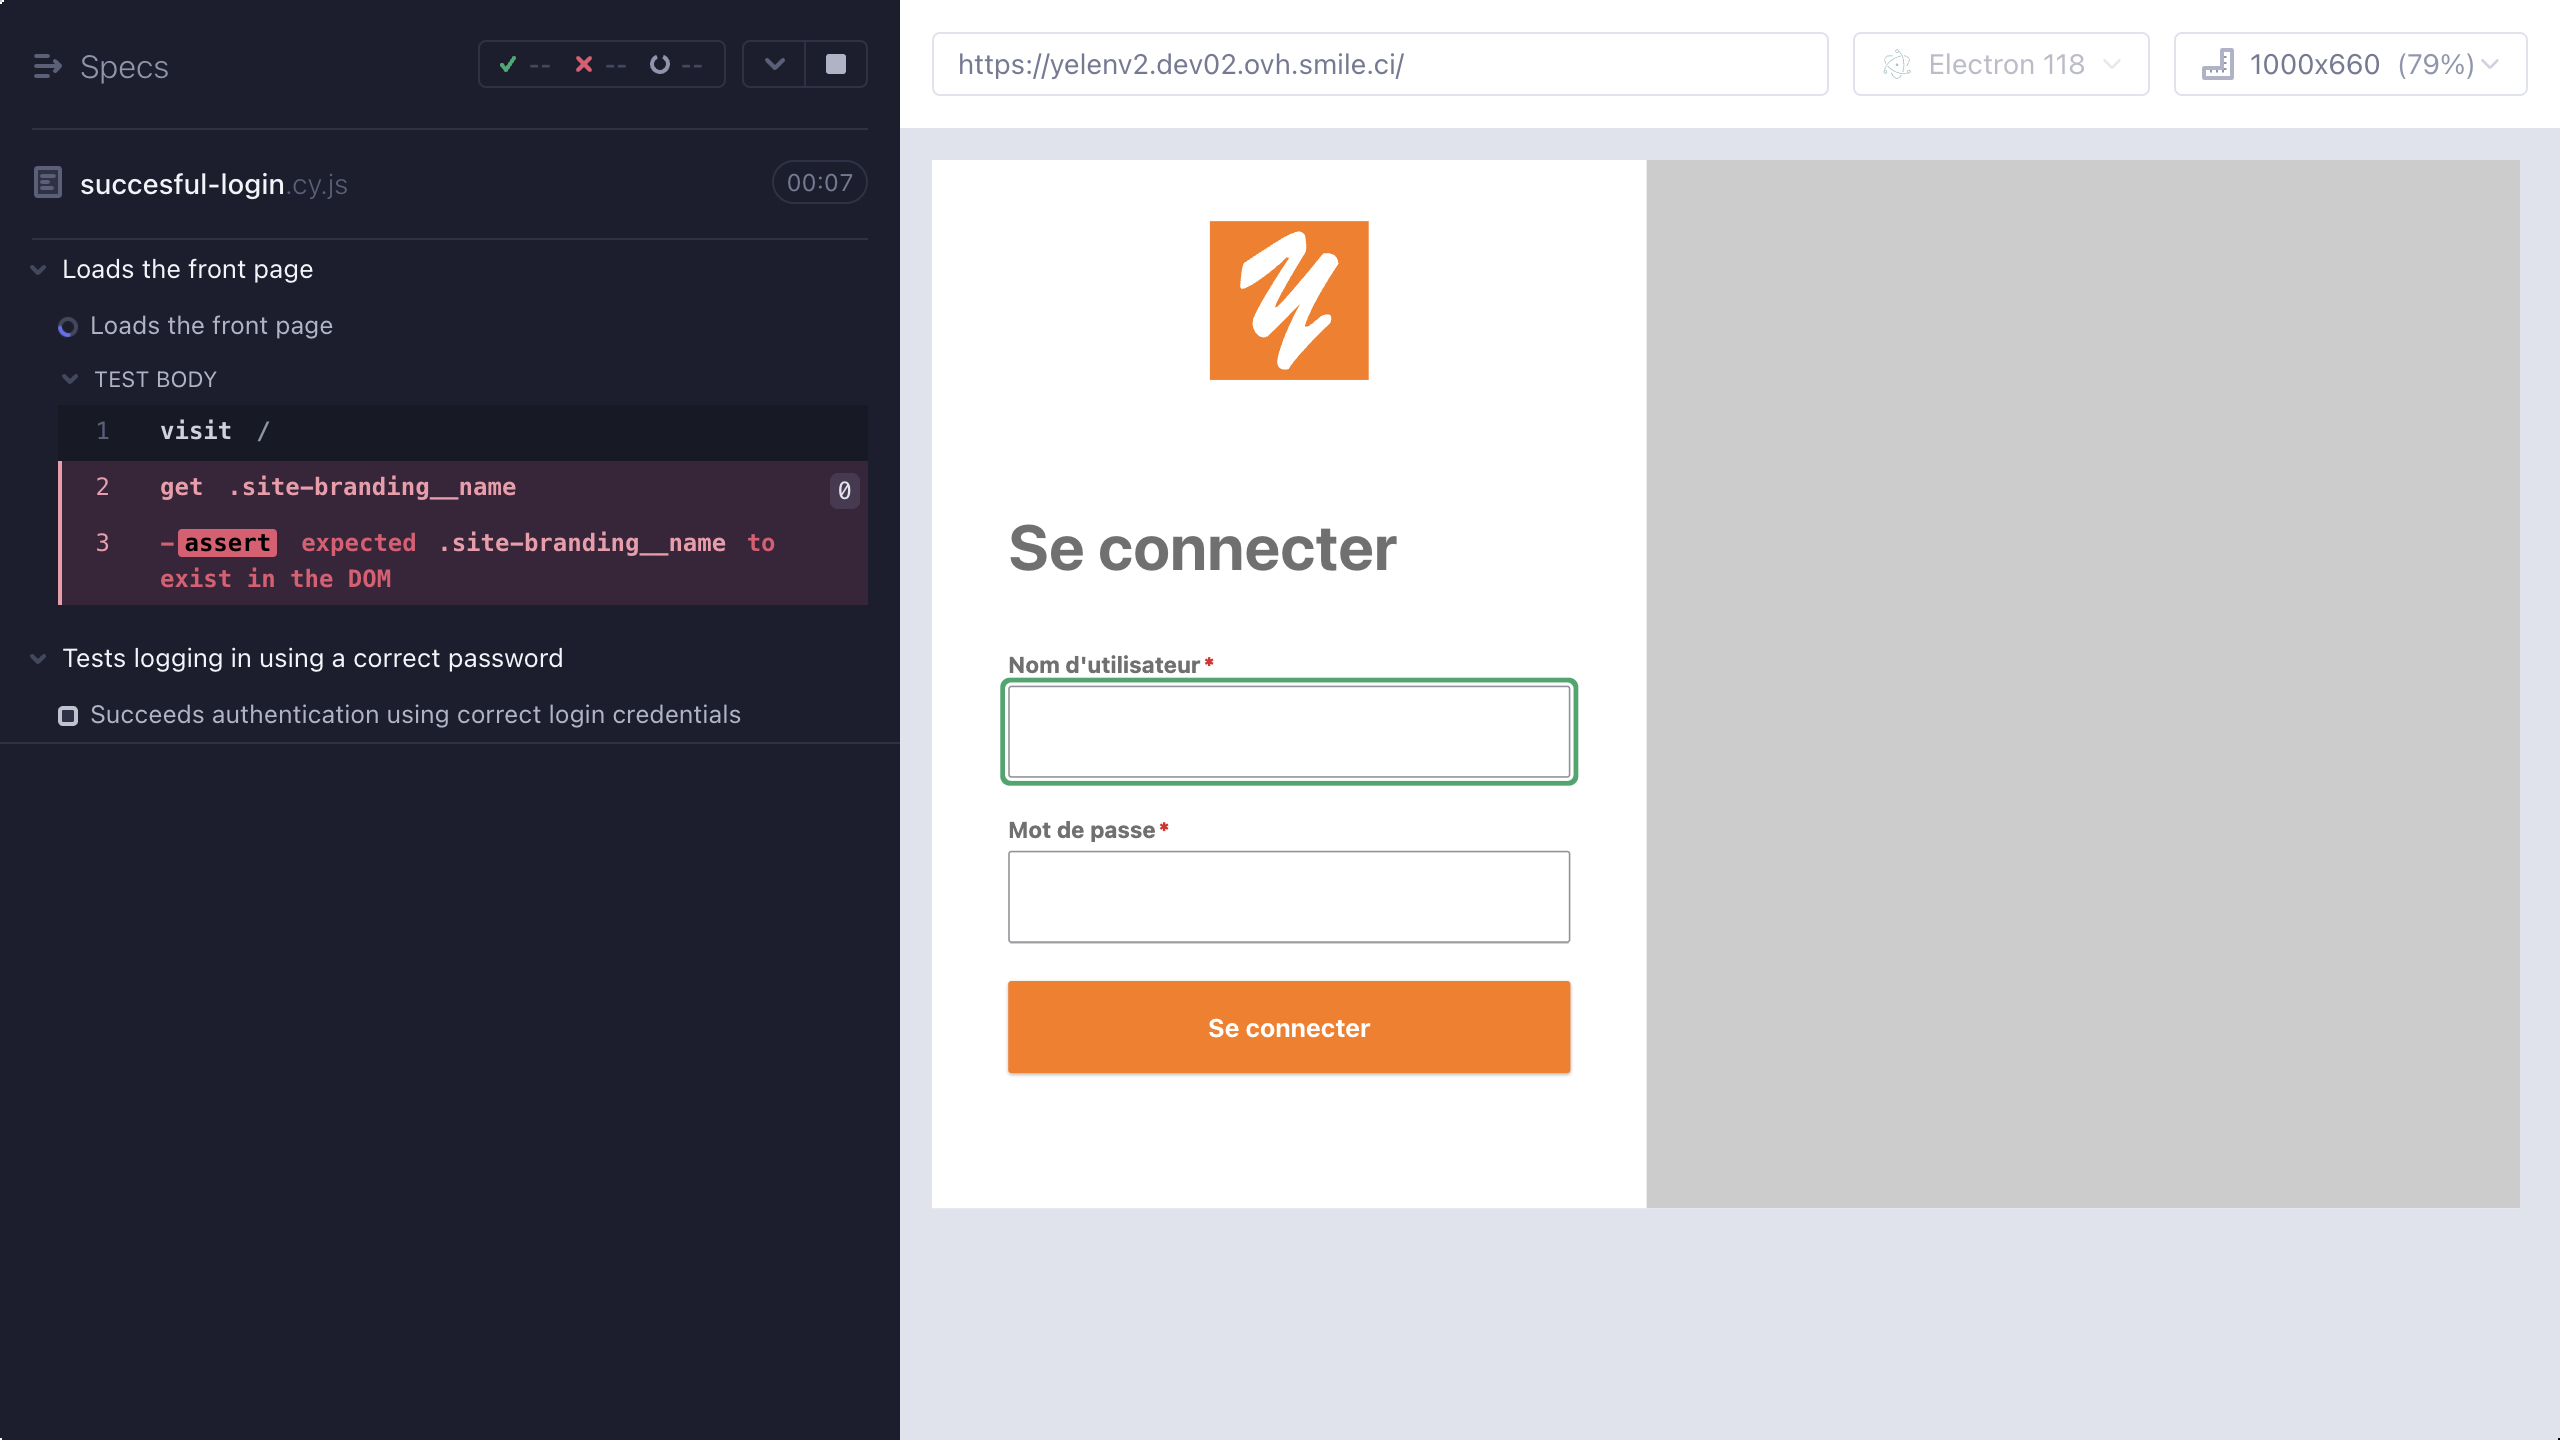 Specs
-- -- --
succesful-login.cy.js
00:07
Loads the front page
Loads the front page
TEST BODY
1 visit /
2 get .site-branding__name 0
3 -assert expected .site-branding__name to
exist in the DOM
Tests logging in using a correct password
Succeeds authentication using correct login credentials
https://yelenv2.dev02.ovh.smile.ci/
Electron 118
1000x660 (79%)
Y
Se connecter
Nom d'utilisateur*
Mot de passe*
Se connecter